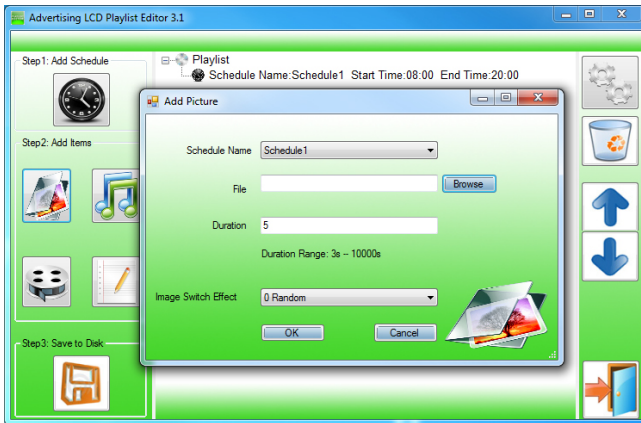 Advertising LCD Playlist Editor 3.1
Step1: Add Schedule
Playlist
Schedule Name:Schedule1 Start Time:08:00 End Time:20:00
Add Picture
Step2: Add Items
Schedule Name Schedule1
File Browse
Duration 5
Duration Range: 3s -- 10000s
Image Switch Effect 0 Random
OK Cancel
Step3: Save to Disk